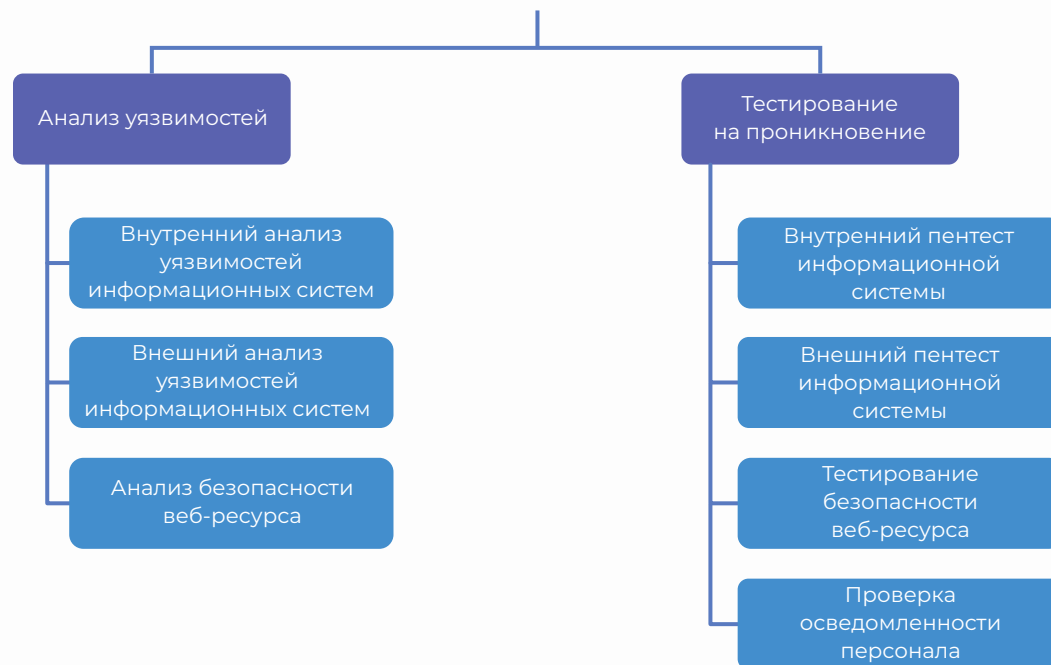 Анализ уязвимостей
Внутренний анализ
уязвимостей
информационных систем
Внешний анализ
уязвимостей
информационных систем
Анализ безопасности
веб-ресурса
Тестирование
на проникновение
Внутренний пентест
информационной
системы
Внешний пентест
информационной
системы
Тестирование
безопасности
веб-ресурса
Проверка
осведомленности
персонала